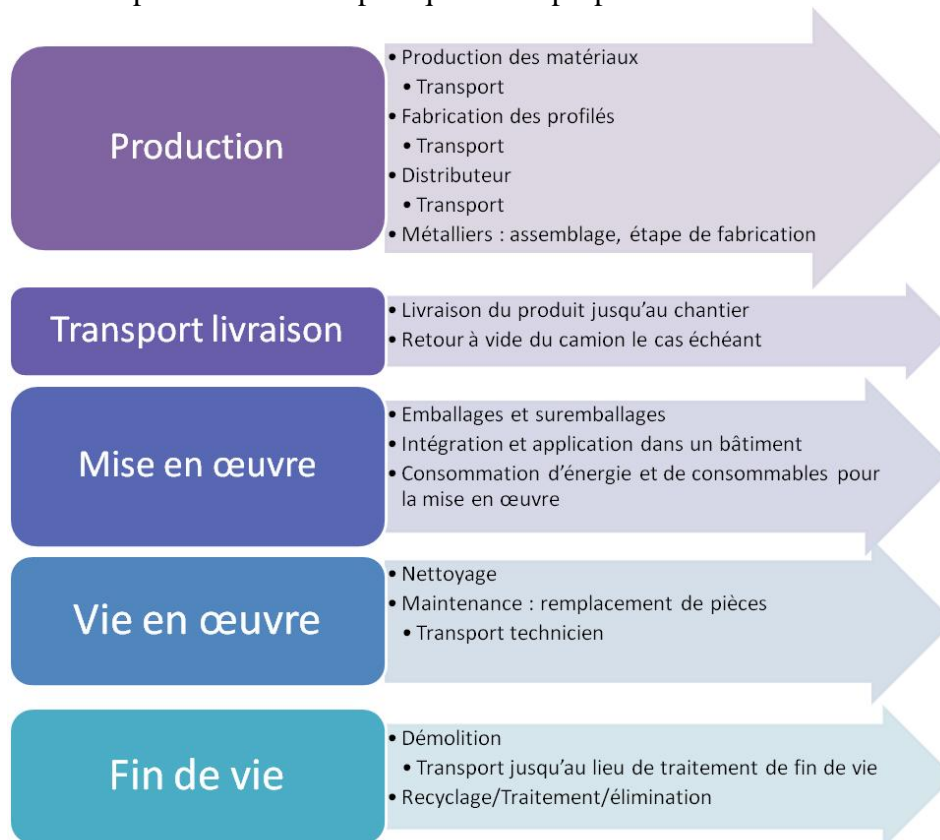 Production
• Production des matériaux
• Transport
• Fabrication des profilés
• Transport
• Distributeur
• Transport
• Métalliers : assemblage, étape de fabrication
Transport livraison
• Livraison du produit jusqu'au chantier
• Retour à vide du camion le cas échéant
Mise en œuvre
• Emballages et suremballages
• Intégration et application dans un bâtiment
• Consommation d'énergie et de consommables pour
la mise en œuvre
Vie en œuvre
• Nettoyage
• Maintenance : remplacement de pièces
• Transport technicien
Fin de vie
• Démolition
• Transport jusqu'au lieu de traitement de fin de vie
• Recyclage/Traitement/élimination